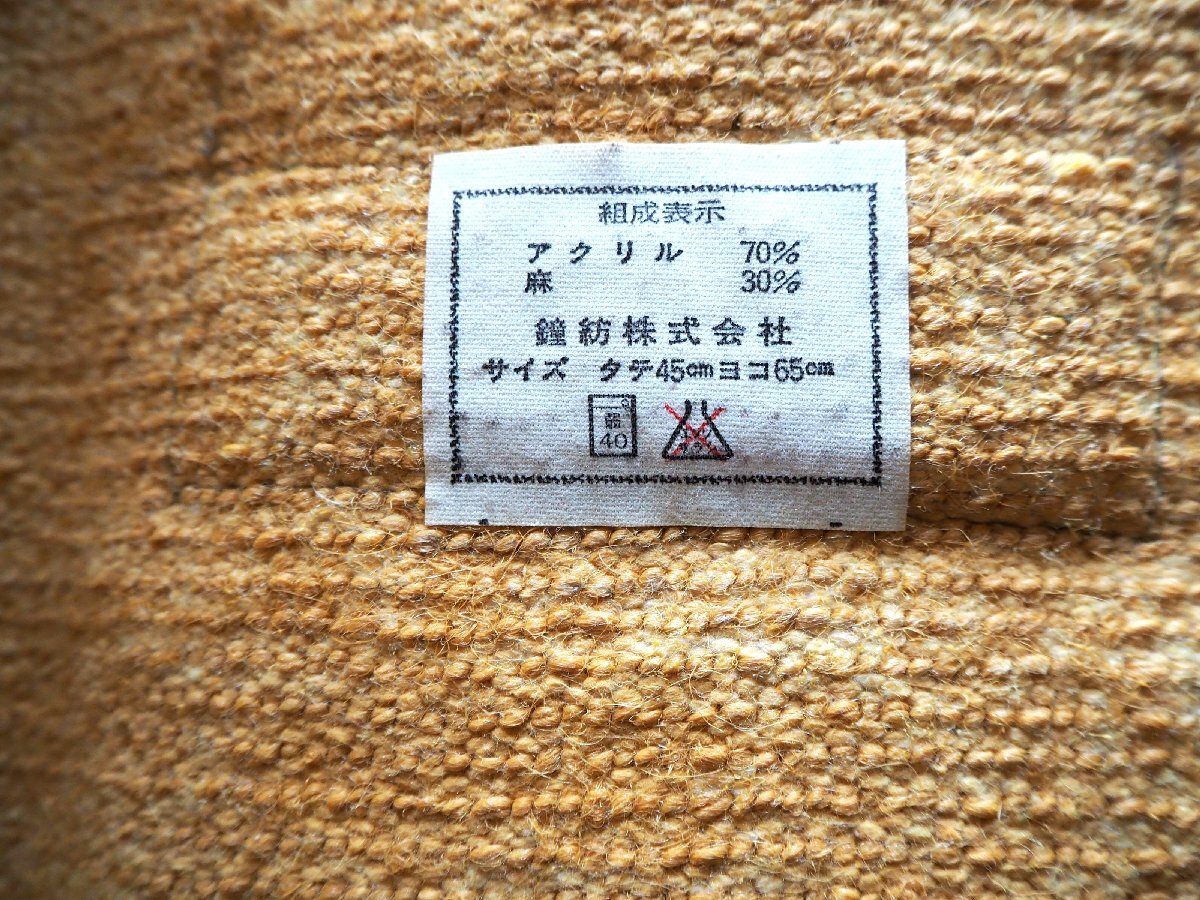 組成表示
アクリル 70%
麻 30%
鐘紡株式会社
サイズ タテ45cmヨコ65cm
弱
40